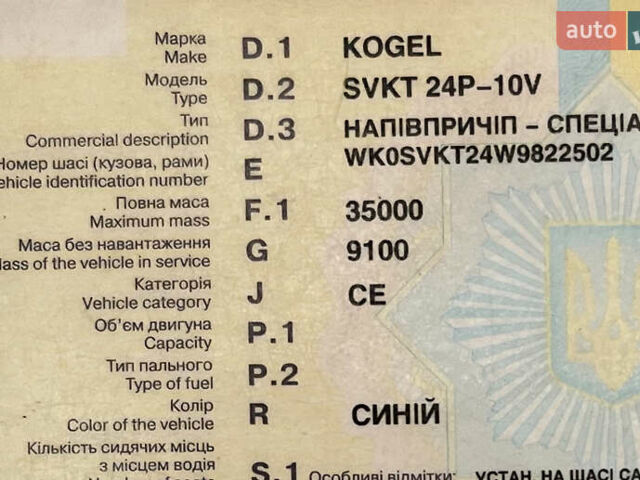 auto
Марка D.1 KOGEL
Make
Модель D.2 SVKT 24P-10V
Type
Тип D.3 НАПІВПРИЧІП - СПЕЦІА
Commercial description
Номер шасі (кузова, рами) E WK0SVKT24W9822502
ehicle identification number
Повна маса F.1 35000
Maximum mass
Маса без навантаження G 9100
lass of the vehicle in service
Категорія J CE
Vehicle category
Об'єм двигуна P.1
Capacity
Тип пального P.2
Type of fuel
Колір R СИНІЙ
Color of the vehicle
Кількість сидячих місць
з місцем водія S.1 Особливі відмітки: УСТАН. НА ШАСІ СА